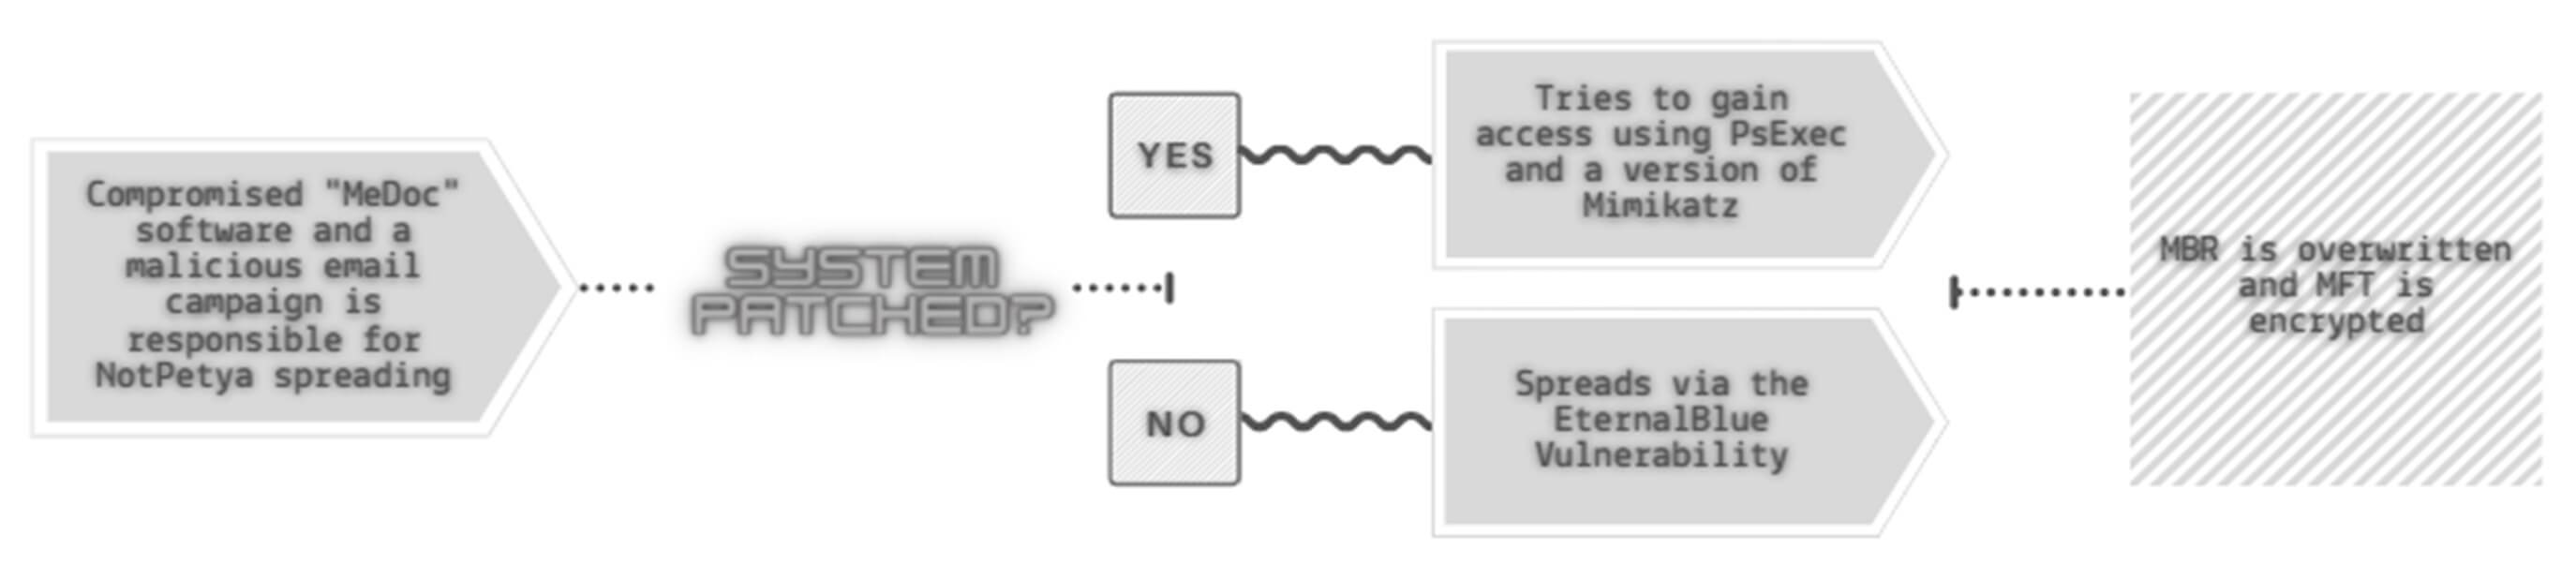 Compromised "MeDoc"
software and a
malicious email
campaign is
responsible for
NotPetya spreading
SYSTEM
PATCHED?
YES
Tries to gain
access using PsExec
and a version of
Mimikatz
NO
Spreads via the
EternalBlue
Vulnerability
MBR is overwritten
and MFT is
encrypted